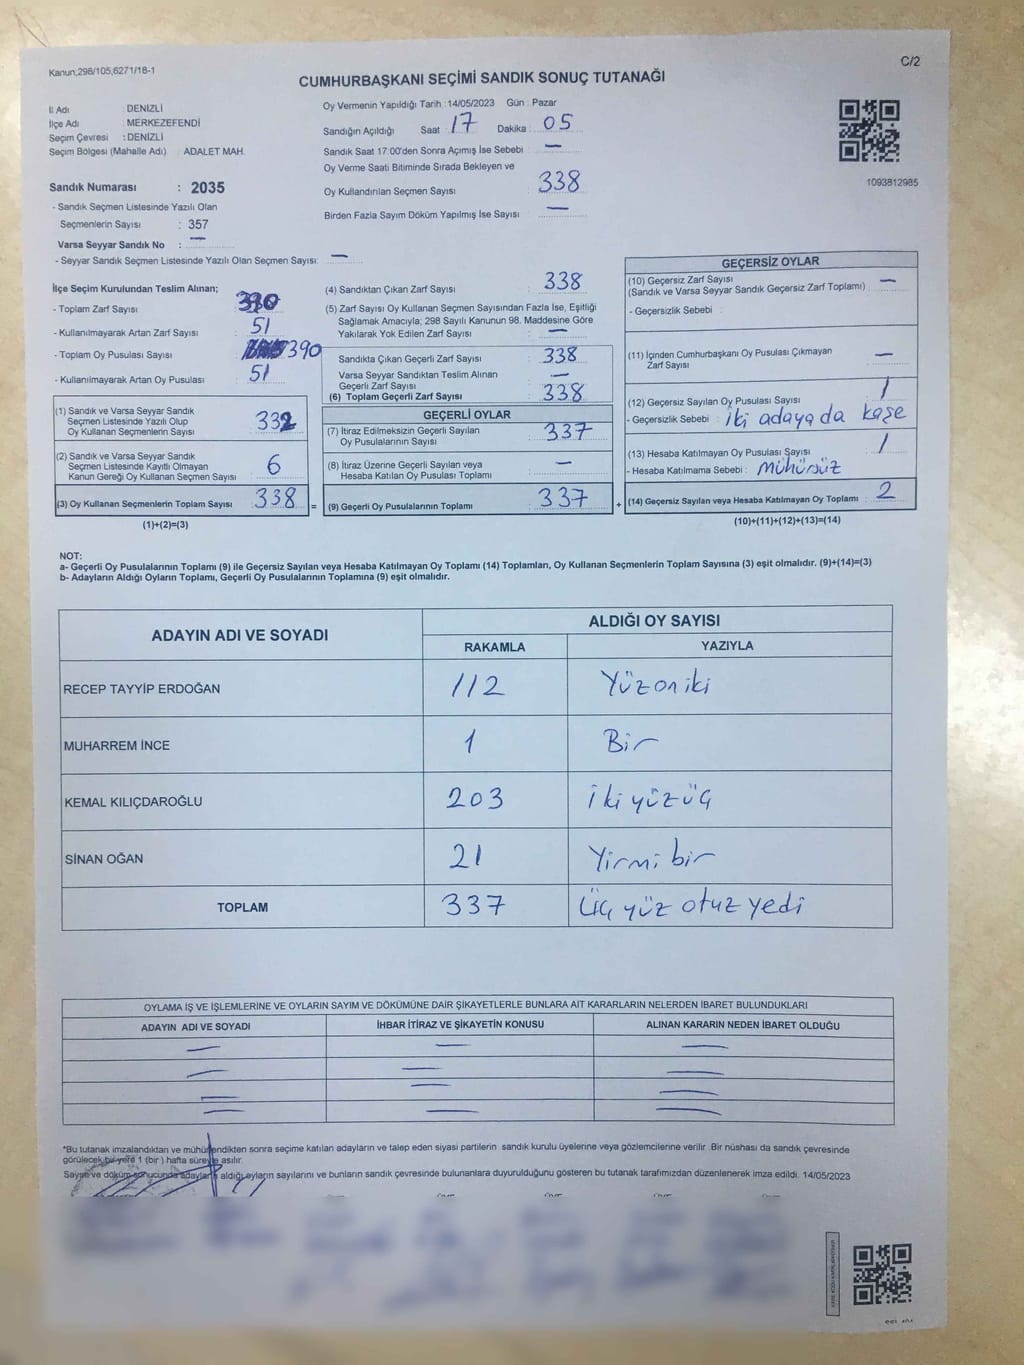 Kanun;298/105,6271/18-1
C/2
CUMHURBAŞKANI SEÇİMİ SANDIK SONUÇ TUTANAĞI
İl Adı : DENİZLİ
İlçe Adı : MERKEZEFENDİ
Seçim Çevresi : DENİZLİ
Seçim Bölgesi (Mahalle Adı) : ADALET MAH.
Sandık Numarası : 2035
- Sandık Seçmen Listesinde Yazılı Olan
Seçmenlerin Sayısı : 357
Varsa Seyyar Sandık No : —
- Seyyar Sandık Seçmen Listesinde Yazılı Olan Seçmen Sayısı: —
Oy Vermenin Yapıldığı Tarih : 14/05/2023 Gün : Pazar
Sandığın Açıldığı Saat 17 Dakika : 05
Sandık Saat 17:00'den Sonra Açımış İse Sebebi : —
Oy Verme Saati Bitiminde Sırada Bekleyen ve
Oy Kullandırılan Seçmen Sayısı 338
Birden Fazla Sayım Döküm Yapılmış İse Sayısı —
1093812985
İlçe Seçim Kurulundan Teslim Alınan;
- Toplam Zarf Sayısı : 390
- Kullanılmayarak Artan Zarf Sayısı : 51
- Toplam Oy Pusulası Sayısı : 390
- Kullanılmayarak Artan Oy Pusulası : 51
(1) Sandık ve Varsa Seyyar Sandık
Seçmen Listesinde Yazılı Olup
Oy Kullanan Seçmenlerin Sayısı 332
(2) Sandık ve Varsa Seyyar Sandık
Seçmen Listesinde Kayıtlı Olmayan
Kanun Gereği Oy Kullanan Seçmen Sayısı 6
(3) Oy Kullanan Seçmenlerin Toplam Sayısı 338 =
(1)+(2)=(3)
(4) Sandıktan Çıkan Zarf Sayısı : 338
(5) Zarf Sayısı Oy Kullanan Seçmen Sayısından Fazla İse, Eşitliği
Sağlamak Amacıyla; 298 Sayılı Kanunun 98. Maddesine Göre
Yakılarak Yok Edilen Zarf Sayısı : —
Sandıkta Çıkan Geçerli Zarf Sayısı 338
Varsa Seyyar Sandıktan Teslim Alınan
Geçerli Zarf Sayısı —
(6) Toplam Geçerli Zarf Sayısı 338
GEÇERLİ OYLAR
(7) İtiraz Edilmeksizin Geçerli Sayılan
Oy Pusulalarının Sayısı 337
(8) İtiraz Üzerine Geçerli Sayılan veya
Hesaba Katılan Oy Pusulası Toplamı —
(9) Geçerli Oy Pusulalarının Toplamı 337 +
GEÇERSİZ OYLAR
(10) Geçersiz Zarf Sayısı
(Sandık ve Varsa Seyyar Sandık Geçersiz Zarf Toplamı) —
- Geçersizlik Sebebi :
(11) İçinden Cumhurbaşkanı Oy Pusulası Çıkmayan
Zarf Sayısı —
(12) Geçersiz Sayılan Oy Pusulası Sayısı 1
- Geçersizlik Sebebi : iki adaya da kaşe
(13) Hesaba Katılmayan Oy Pusulası Sayısı 1
- Hesaba Katılmama Sebebi : Mühürsüz
(14) Geçersiz Sayılan veya Hesaba Katılmayan Oy Toplamı 2
(10)+(11)+(12)+(13)=(14)
NOT:
a- Geçerli Oy Pusulalarının Toplamı (9) ile Geçersiz Sayılan veya Hesaba Katılmayan Oy Toplamı (14) Toplamları, Oy Kullanan Seçmenlerin Toplam Sayısına (3) eşit olmalıdır. (9)+(14)=(3)
b- Adayların Aldığı Oyların Toplamı, Geçerli Oy Pusulalarının Toplamına (9) eşit olmalıdır.
ADAYIN ADI VE SOYADI ALDIĞI OY SAYISI
RAKAMLA YAZIYLA
RECEP TAYYİP ERDOĞAN 112 Yüzoniki
MUHARREM İNCE 1 Bir
KEMAL KILIÇDAROĞLU 203 İkiyüzüç
SİNAN OĞAN 21 Yirmi bir
TOPLAM 337 Üç yüz otuz yedi
OYLAMA İŞ VE İŞLEMLERİNE VE OYLARIN SAYIM VE DÖKÜMÜNE DAİR ŞİKAYETLERLE BUNLARA AİT KARARLARIN NELERDEN İBARET BULUNDUKLARI
ADAYIN ADI VE SOYADI İHBAR İTİRAZ VE ŞİKAYETİN KONUSU ALINAN KARARIN NEDEN İBARET OLDUĞU
— — —
— — —
— — —
— — —
*Bu tutanak imzalandıktan ve mühürlendikten sonra seçime katılan adayların ve talep eden siyasi partilerin sandık kurulu üyelerine veya gözlemcilerine verilir. Bir nüshası da sandık çevresinde
görülecek bir yere 1 (bir) hafta süreyle asılır.
Sayım ve döküm sonucunda adayların aldığı oyların sayılarını ve bunların sandık çevresinde bulunanlara duyurulduğunu gösteren bu tutanak tarafımızdan düzenlenerek imza edildi. 14/05/2023